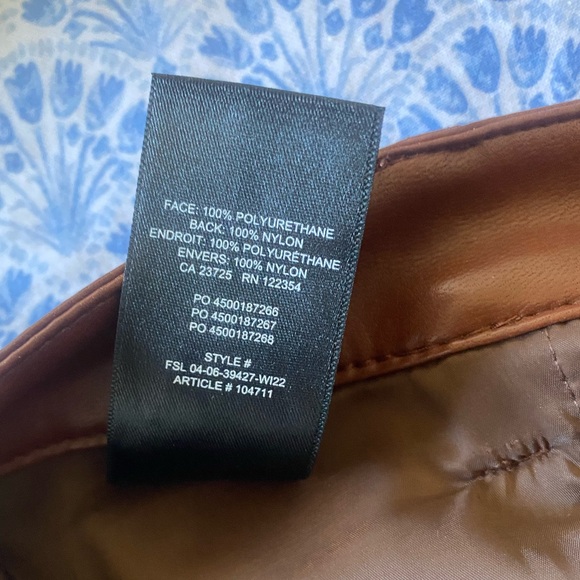 FACE: 100% POLYURETHANE
BACK: 100% NYLON
ENDROIT: 100% POLYURÉTHANE
ENVERS: 100% NYLON
CA 23725 RN 122354
PO 4500187266
PO 4500187267
PO 4500187268
STYLE #
FSL 04-06-39427-WI22
ARTICLE # 104711